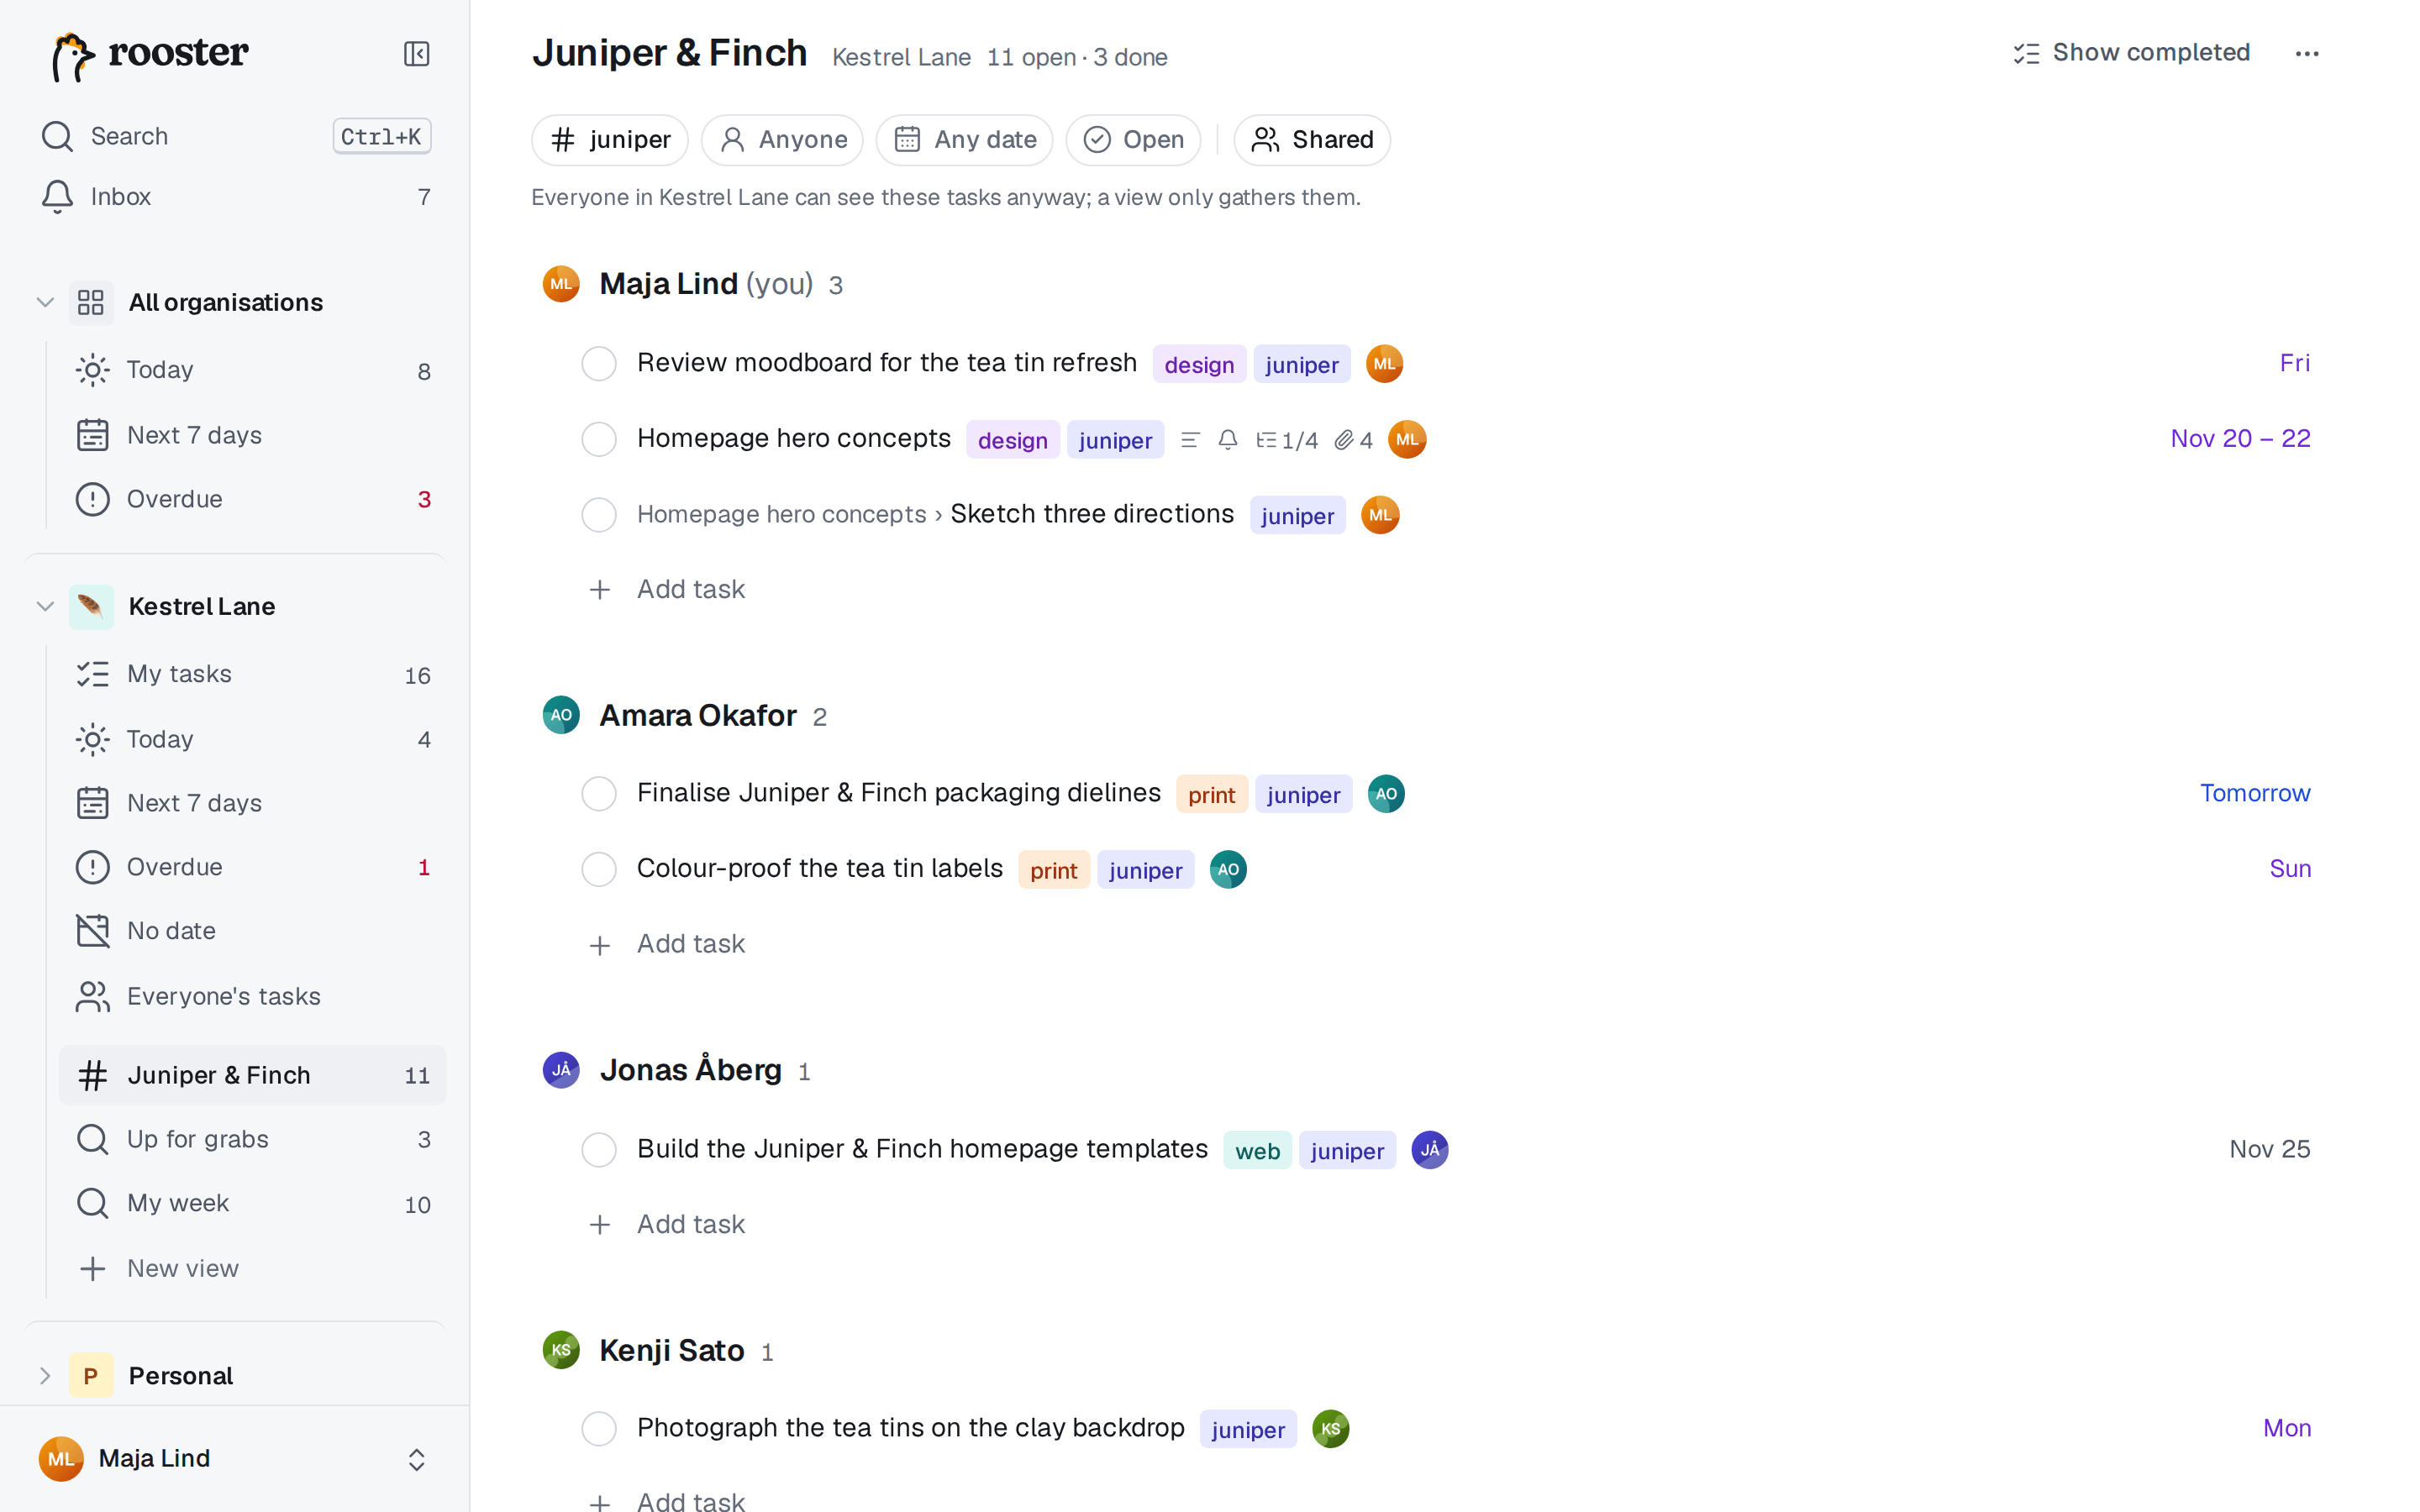 rooster
Search Ctrl+K
Inbox 7
All organisations
Today 8
Next 7 days
Overdue 3
Kestrel Lane
My tasks 16
Today 4
Next 7 days
Overdue 1
No date
Everyone's tasks
Juniper & Finch 11
Up for grabs 3
My week 10
New view
P Personal
ML Maja Lind
Juniper & Finch Kestrel Lane 11 open · 3 done Show completed
juniper Anyone Any date Open Shared
Everyone in Kestrel Lane can see these tasks anyway; a view only gathers them.
ML Maja Lind (you) 3
Review moodboard for the tea tin refresh design juniper ML Fri
Homepage hero concepts design juniper 1/4 4 ML Nov 20 – 22
Homepage hero concepts › Sketch three directions juniper ML
Add task
AO Amara Okafor 2
Finalise Juniper & Finch packaging dielines print juniper AO Tomorrow
Colour-proof the tea tin labels print juniper AO Sun
Add task
JÅ Jonas Åberg 1
Build the Juniper & Finch homepage templates web juniper JÅ Nov 25
Add task
KS Kenji Sato 1
Photograph the tea tins on the clay backdrop juniper KS Mon
Add task